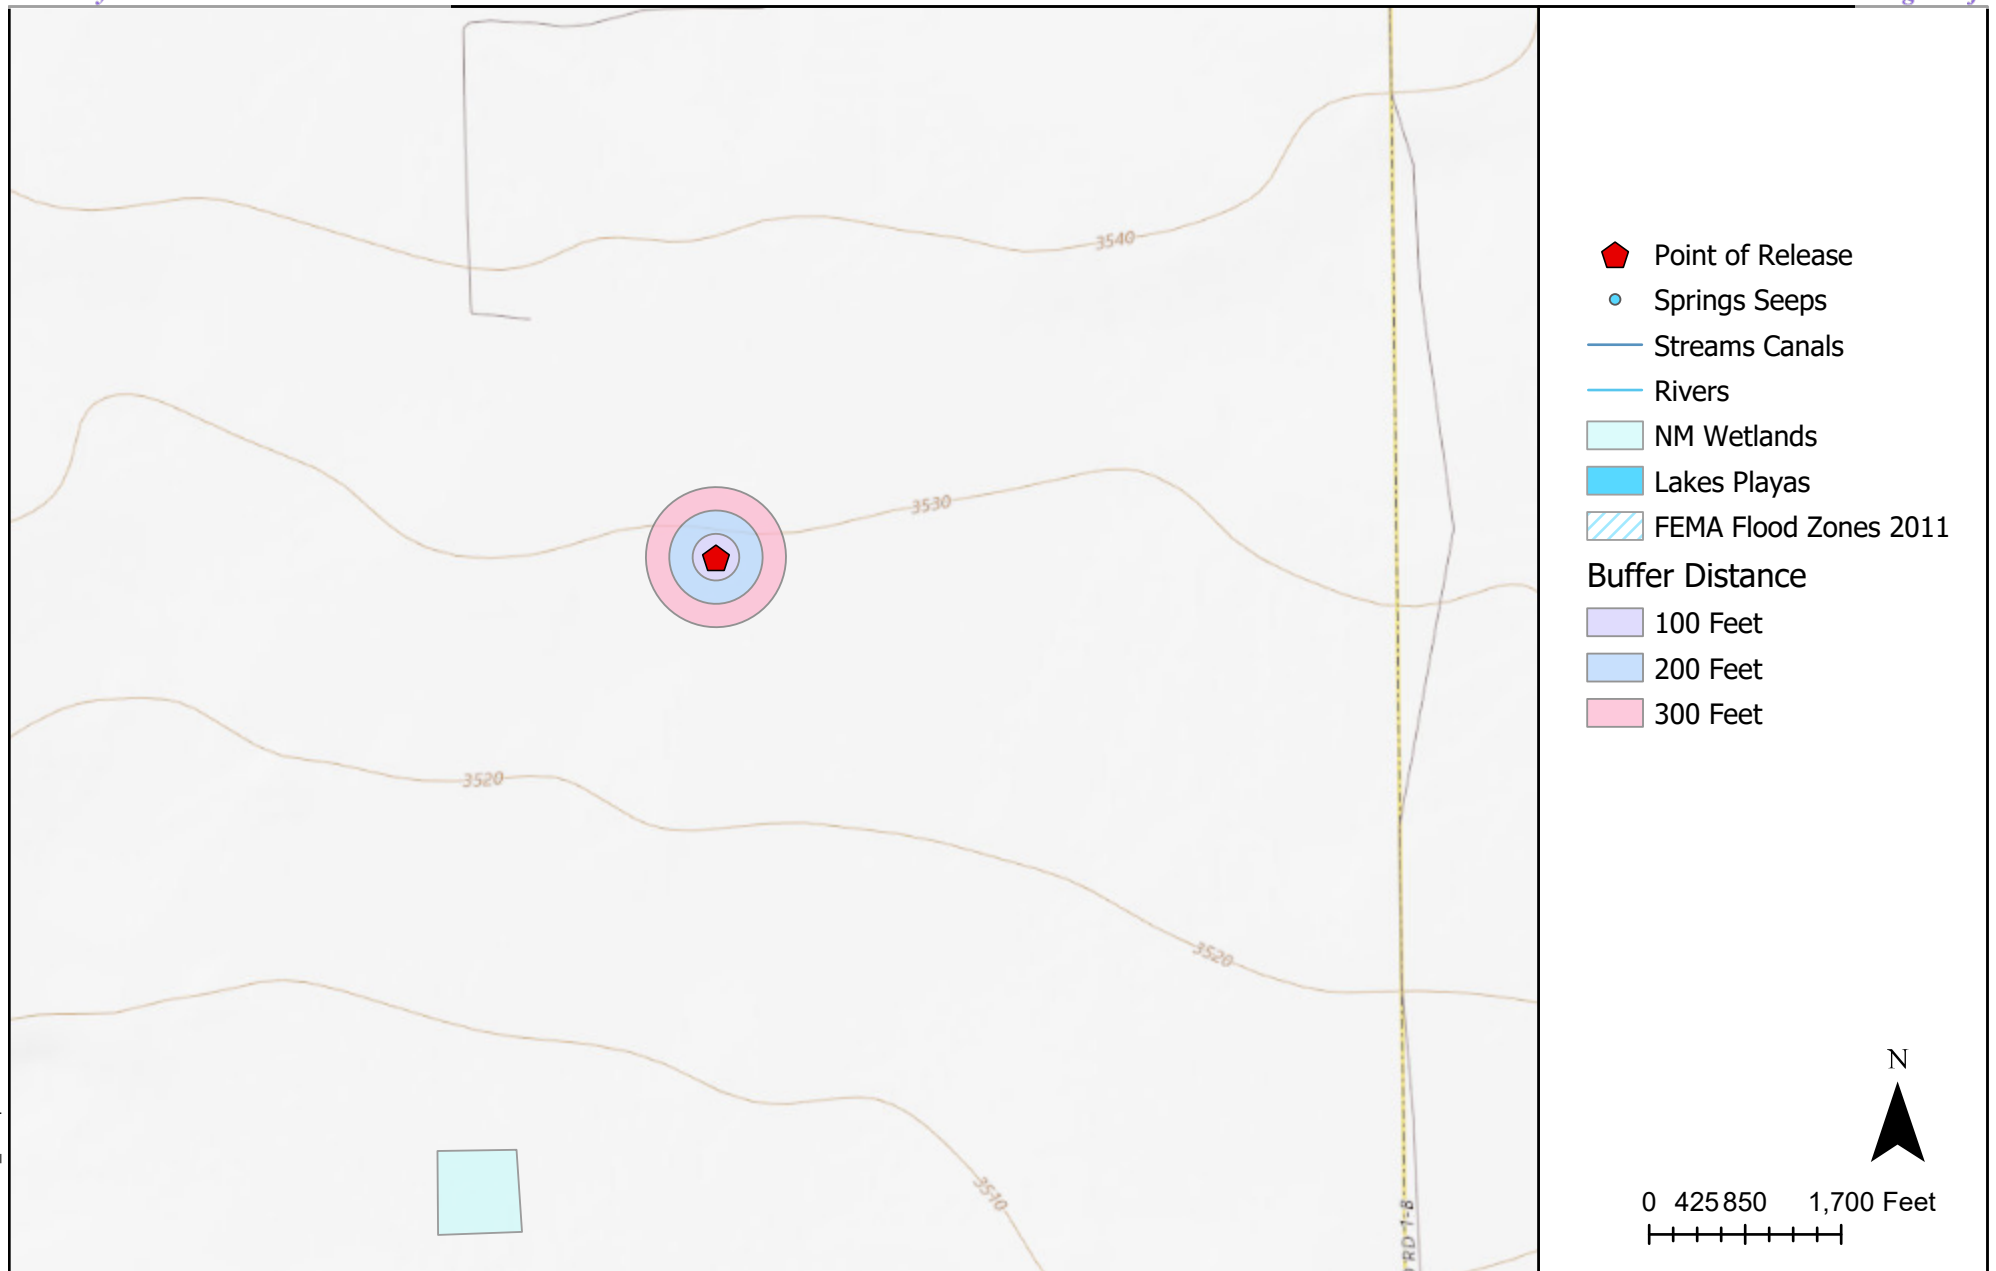 3540
3530
3520
3520
3510
RD 1-B
Point of Release
Springs Seeps
Streams Canals
Rivers
NM Wetlands
Lakes Playas
FEMA Flood Zones 2011
Buffer Distance
100 Feet
200 Feet
300 Feet
N
0 425 850 1,700 Feet